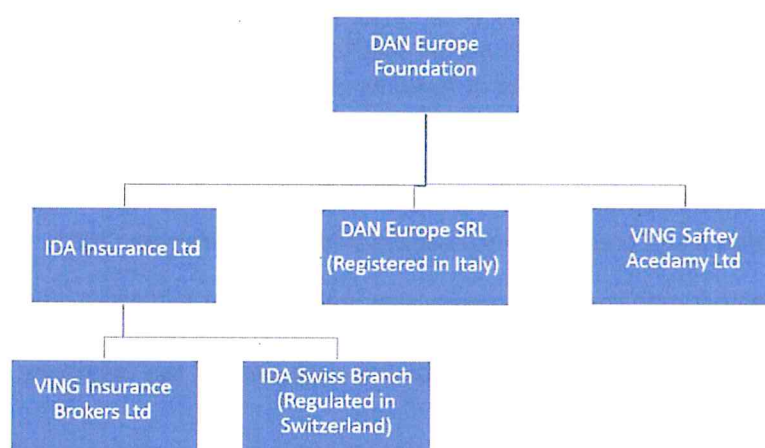 DAN Europe
Foundation
IDA Insurance Ltd
DAN Europe SRL
(Registered in Italy)
VING Saftey
Acedamy Ltd
VING Insurance
Brokers Ltd
IDA Swiss Branch
(Regulated in
Switzerland)